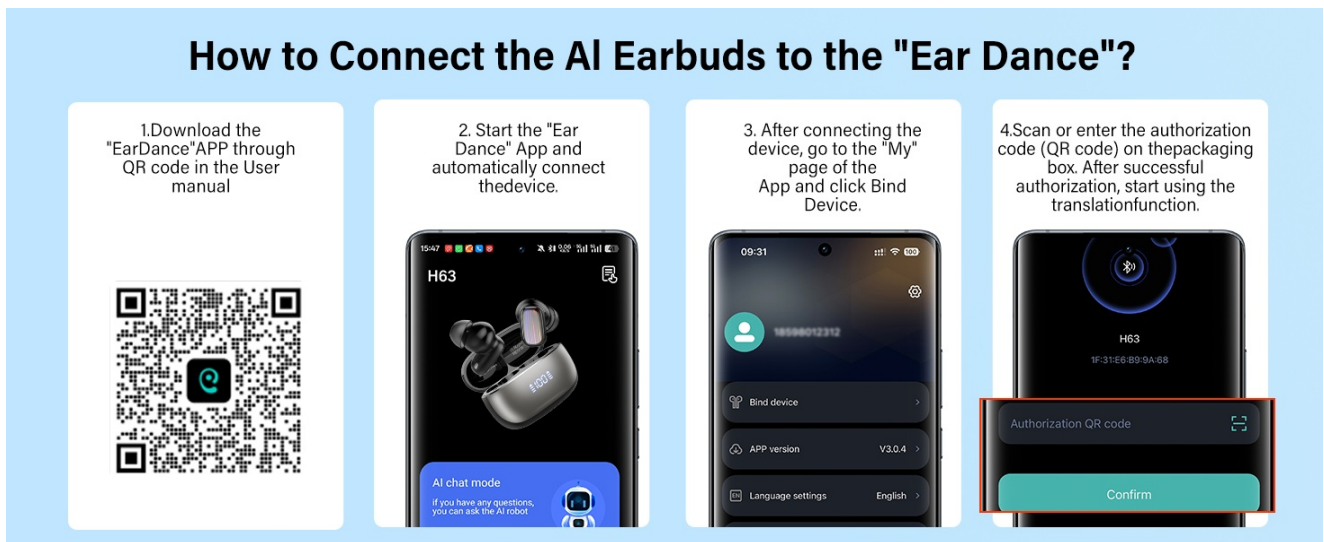 How to Connect the Al Earbuds to the "Ear Dance"?
1.Download the
"EarDance"APP through
QR code in the User
manual
2. Start the "Ear
Dance" App and
automatically connect
thedevice.
15:47
H63
100
AI chat mode
if you have any questions,
you can ask the AI robot
3. After connecting the
device, go to the "My"
page of the
App and click Bind
Device.
09:31
100
18598012312
Bind device
APP version V3.0.4
EN Language settings English
4.Scan or enter the authorization
code (QR code) on thepackaging
box. After successful
authorization, start using the
translationfunction.
H63
1F:31:E6:B9:9A:68
Authorization QR code
Confirm